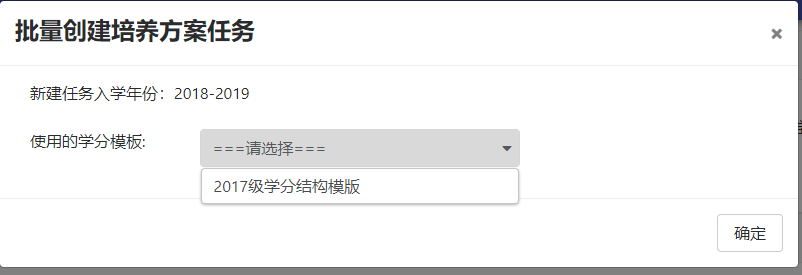 批量创建培养方案任务
×
新建任务入学年份：2018-2019
使用的学分模板:
===请选择===
2017级学分结构模版
确定